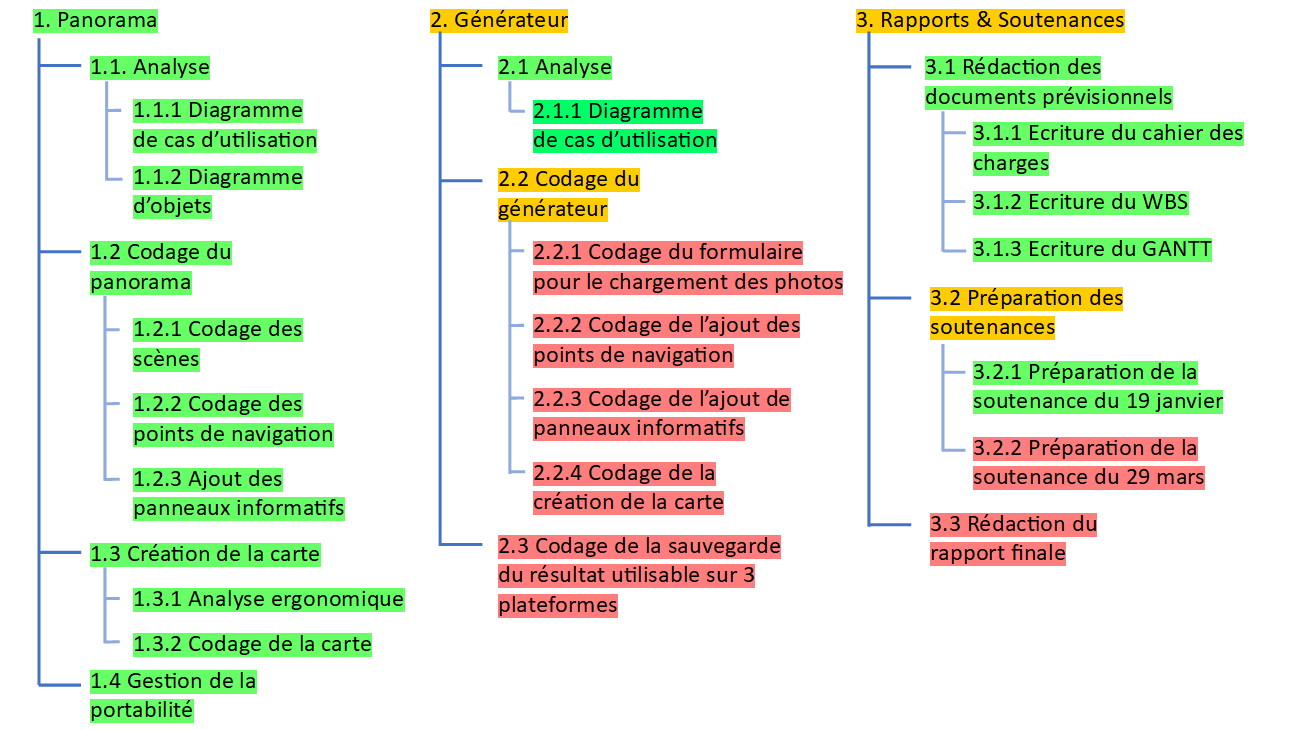 1. Panorama
1.1. Analyse
1.1.1 Diagramme
de cas d’utilisation
1.1.2 Diagramme
d’objets
1.2 Codage du
panorama
1.2.1 Codage des
scènes
1.2.2 Codage des
points de navigation
1.2.3 Ajout des
panneaux informatifs
1.3 Création de la carte
1.3.1 Analyse ergonomique
1.3.2 Codage de la carte
1.4 Gestion de la
portabilité
2. Générateur
2.1 Analyse
2.1.1 Diagramme
de cas d’utilisation
2.2 Codage du
générateur
2.2.1 Codage du formulaire
pour le chargement des photos
2.2.2 Codage de l’ajout des
points de navigation
2.2.3 Codage de l’ajout de
panneaux informatifs
2.2.4 Codage de la
création de la carte
2.3 Codage de la sauvegarde
du résultat utilisable sur 3
plateformes
3. Rapports & Soutenances
3.1 Rédaction des
documents prévisionnels
3.1.1 Ecriture du cahier des
charges
3.1.2 Ecriture du WBS
3.1.3 Ecriture du GANTT
3.2 Préparation des
soutenances
3.2.1 Préparation de la
soutenance du 19 janvier
3.2.2 Préparation de la
soutenance du 29 mars
3.3 Rédaction du
rapport finale